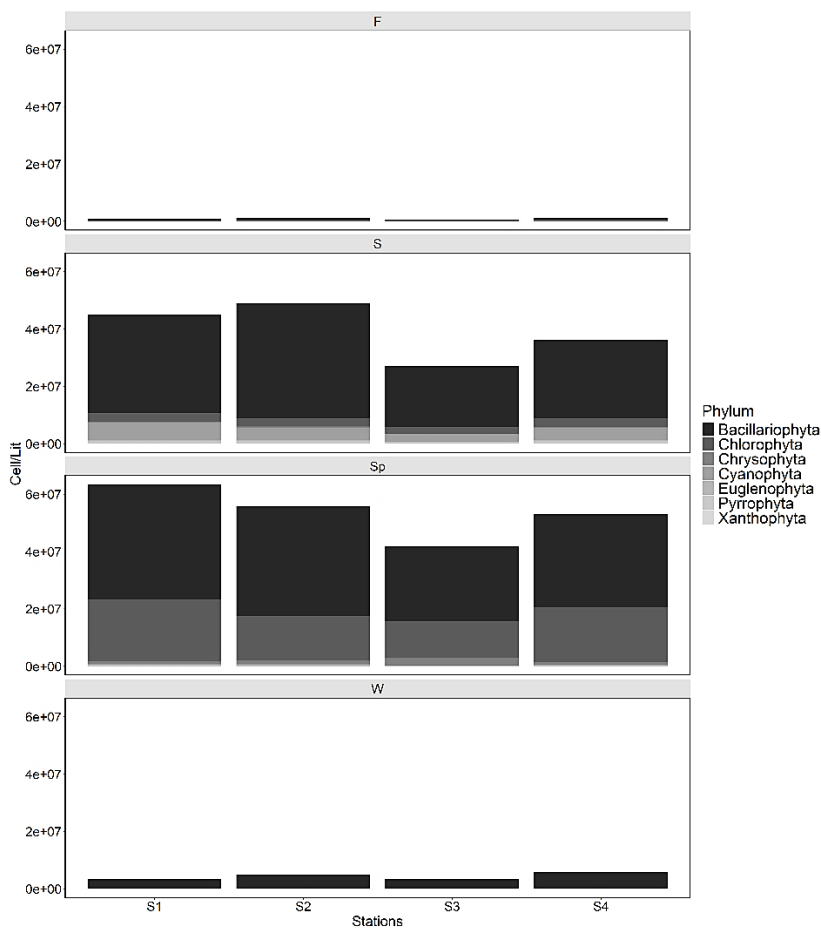 F
6e+07
4e+07
2e+07
0e+00
S
6e+07
4e+07
2e+07
0e+00
Sp
6e+07
4e+07
2e+07
0e+00
W
6e+07
4e+07
2e+07
0e+00
Cell/Lit
S1 S2 S3 S4
Stations
Phylum
Bacillariophyta
Chlorophyta
Chrysophyta
Cyanophyta
Euglenophyta
Pyrrophyta
Xanthophyta